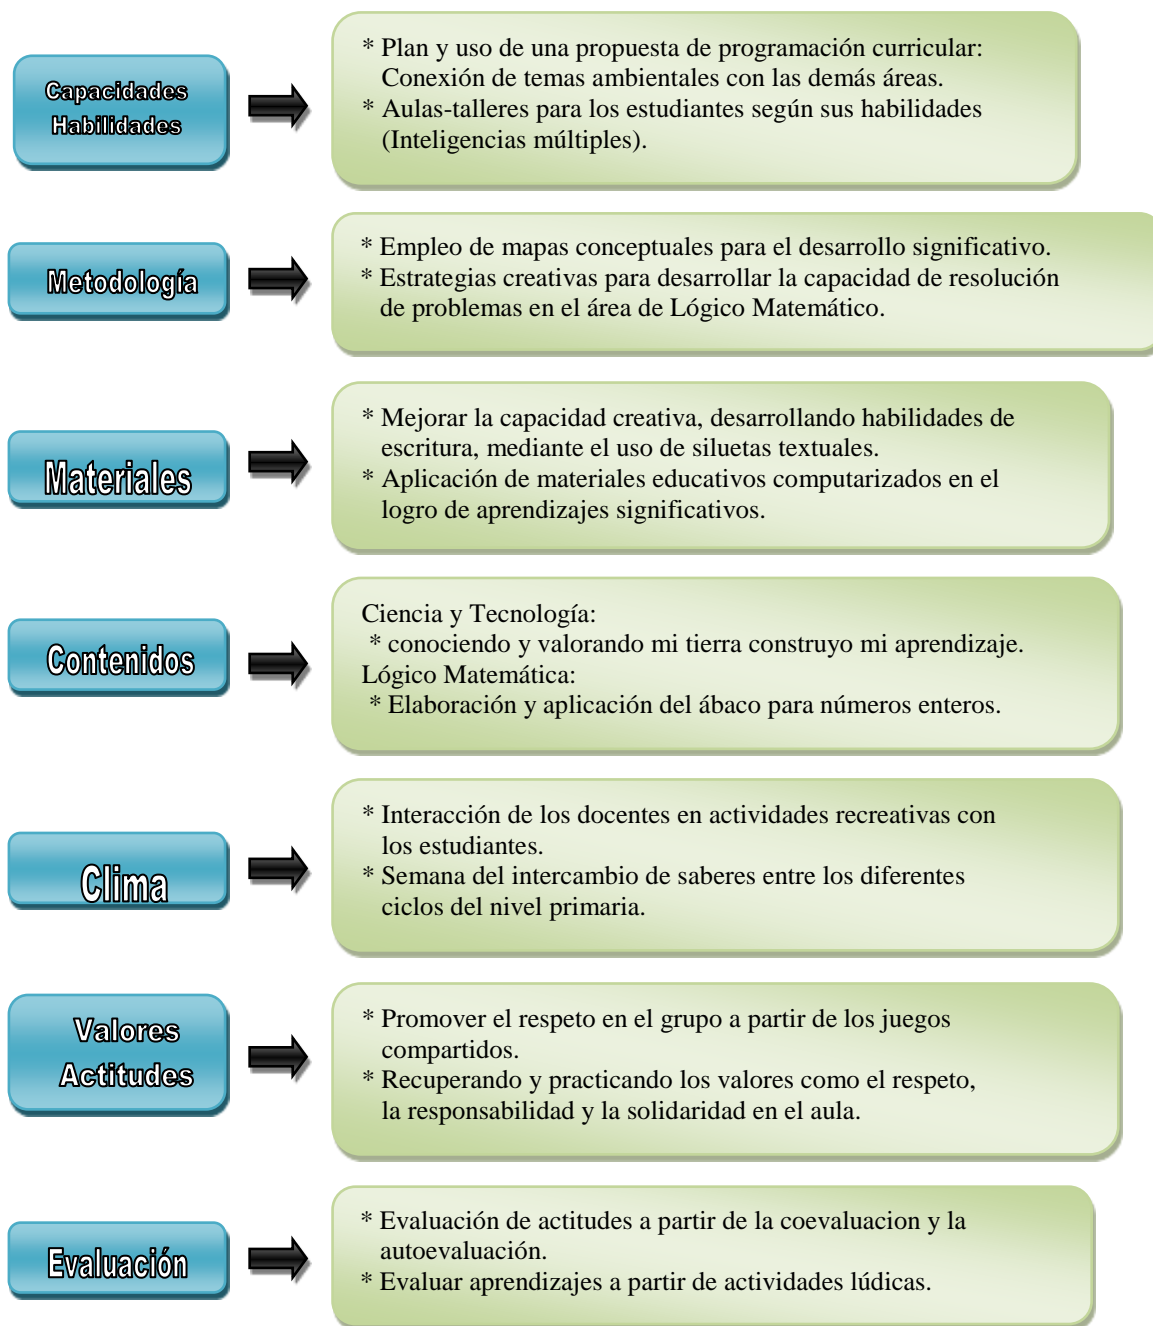 Capacidades
Habilidades
* Plan y uso de una propuesta de programación curricular:
Conexión de temas ambientales con las demás áreas.
* Aulas-talleres para los estudiantes según sus habilidades
(Inteligencias múltiples).
Metodología
* Empleo de mapas conceptuales para el desarrollo significativo.
* Estrategias creativas para desarrollar la capacidad de resolución
de problemas en el área de Lógico Matemático.
Materiales
* Mejorar la capacidad creativa, desarrollando habilidades de
escritura, mediante el uso de siluetas textuales.
* Aplicación de materiales educativos computarizados en el
logro de aprendizajes significativos.
Contenidos
Ciencia y Tecnología:
* conociendo y valorando mi tierra construyo mi aprendizaje.
Lógico Matemática:
* Elaboración y aplicación del ábaco para números enteros.
Clima
* Interacción de los docentes en actividades recreativas con
los estudiantes.
* Semana del intercambio de saberes entre los diferentes
ciclos del nivel primaria.
Valores
Actitudes
* Promover el respeto en el grupo a partir de los juegos
compartidos.
* Recuperando y practicando los valores como el respeto,
la responsabilidad y la solidaridad en el aula.
Evaluación
* Evaluación de actitudes a partir de la coevaluacion y la
autoevaluación.
* Evaluar aprendizajes a partir de actividades lúdicas.